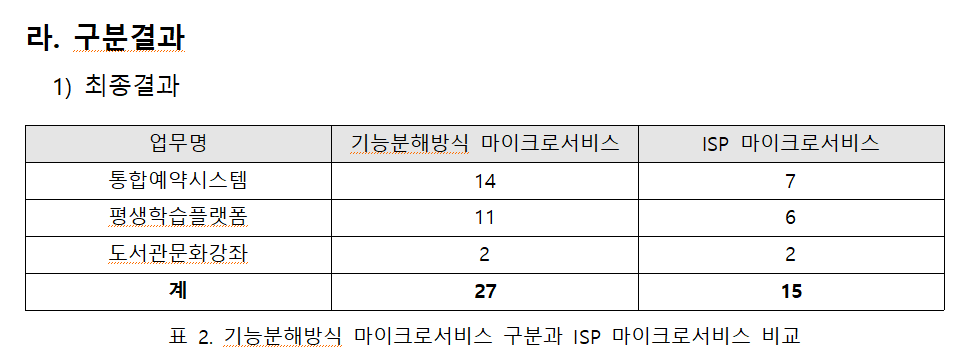 라. 구분결과
1) 최종결과
업무명 기능분해방식 마이크로서비스 ISP 마이크로서비스
통합예약시스템 14 7
평생학습플랫폼 11 6
도서관문화강좌 2 2
계 27 15
표 2. 기능분해방식 마이크로서비스 구분과 ISP 마이크로서비스 비교